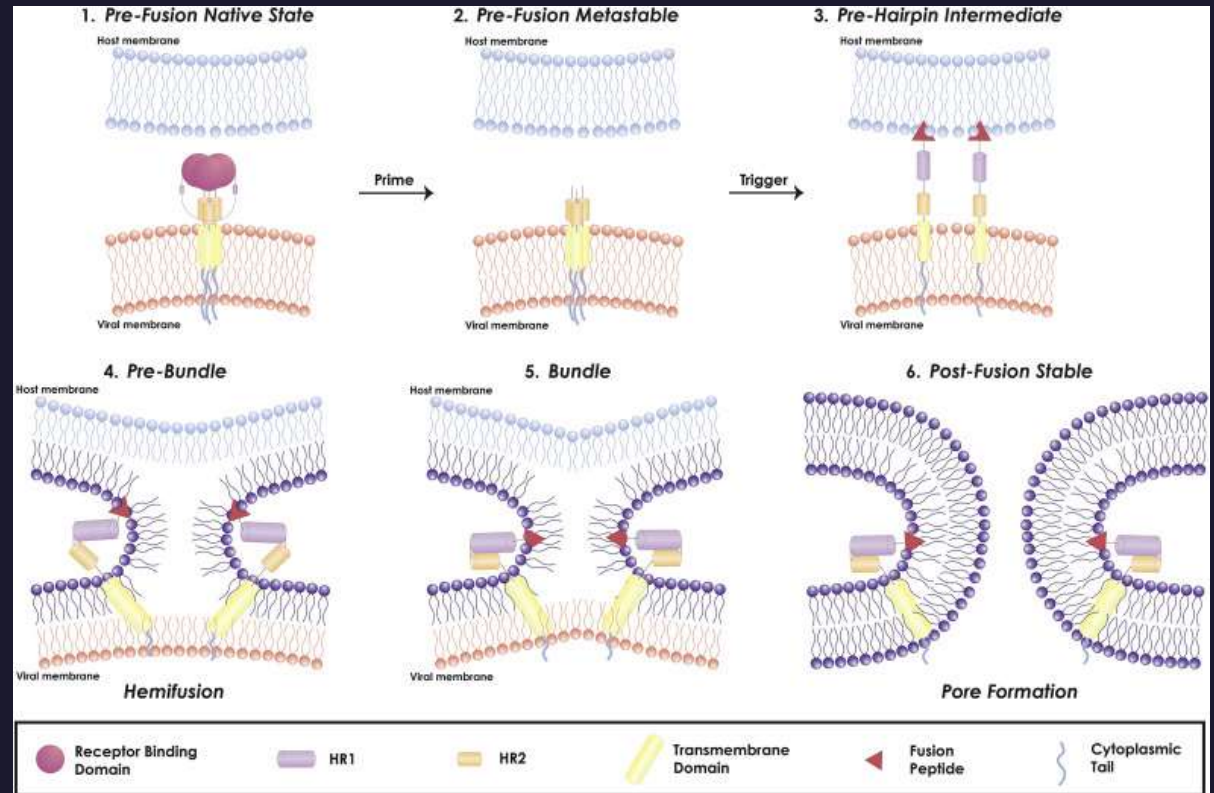 1. Pre-Fusion Native State
2. Pre-Fusion Metastable
3. Pre-Hairpin Intermediate
Host membrane
Host membrane
Host membrane
Prime
Trigger
Viral membrane
Viral membrane
Viral membrane
4. Pre-Bundle
5. Bundle
6. Post-Fusion Stable
Host membrane
Host membrane
Viral membrane
Viral membrane
Hemifusion
Pore Formation
Receptor Binding
Domain
HR1
HR2
Transmembrane
Domain
Fusion
Peptide
Cytoplasmic
Tail